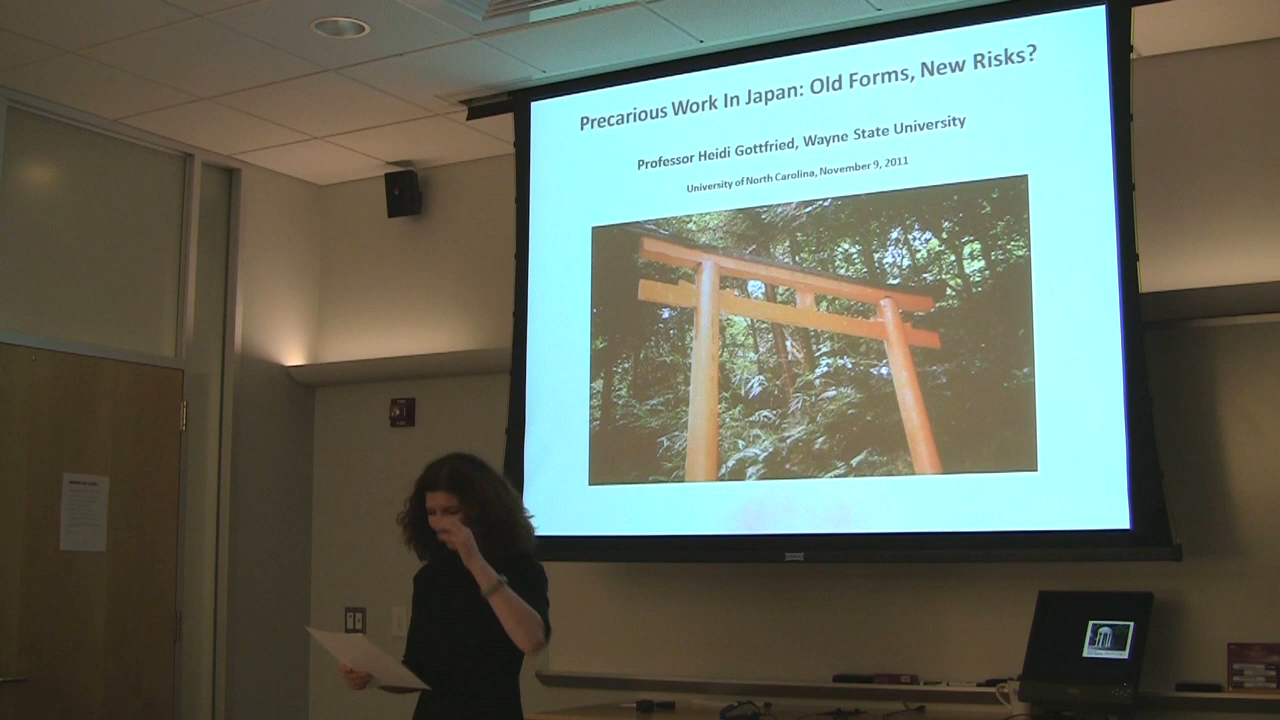 Precarious Work In Japan: Old Forms, New Risks?
Professor Heidi Gottfried, Wayne State University
University of North Carolina, November 9, 2011